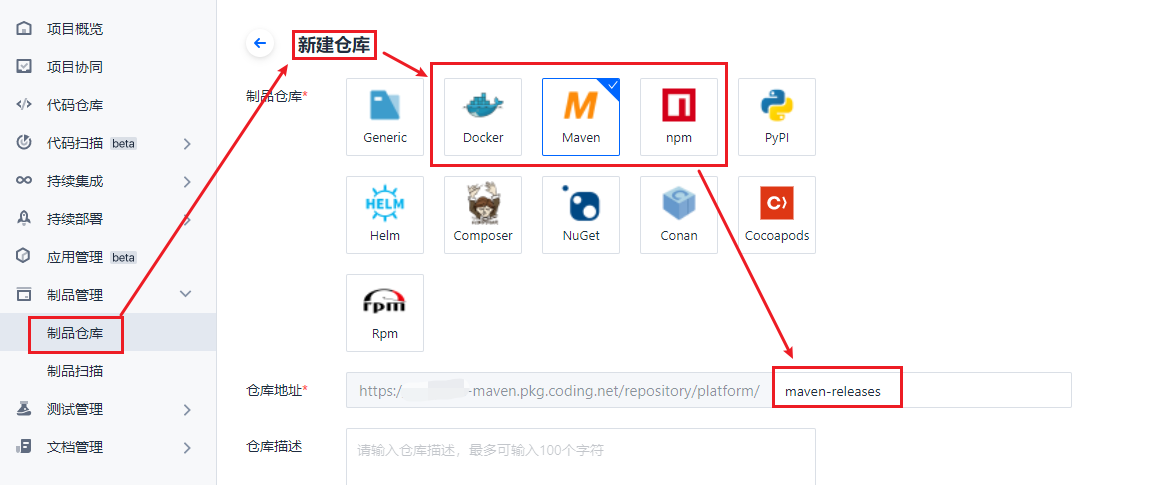 项目概览
项目协同
代码仓库
代码扫描 beta
持续集成
持续部署
应用管理 beta
制品管理
制品仓库
制品扫描
测试管理
文档管理
新建仓库
制品仓库*
Generic
Docker
Maven
npm
PyPI
HELM
Helm
Composer
NuGet
Conan
Cocoapods
rpm
Rpm
仓库地址*
https:/ -maven.pkg.coding.net/repository/platform/ maven-releases
仓库描述
请输入仓库描述，最多可输入100个字符